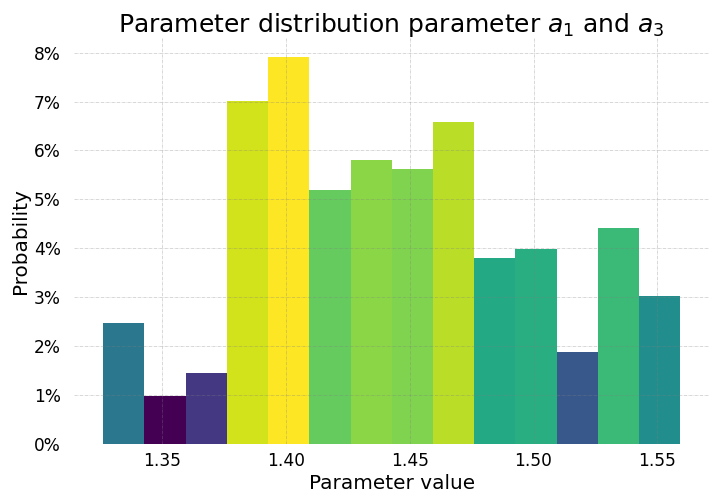 Parameter distribution parameter a₁ and a₃
8%
7%
6%
5%
4%
3%
2%
1%
0%
Probability
1.35 1.40 1.45 1.50 1.55
Parameter value